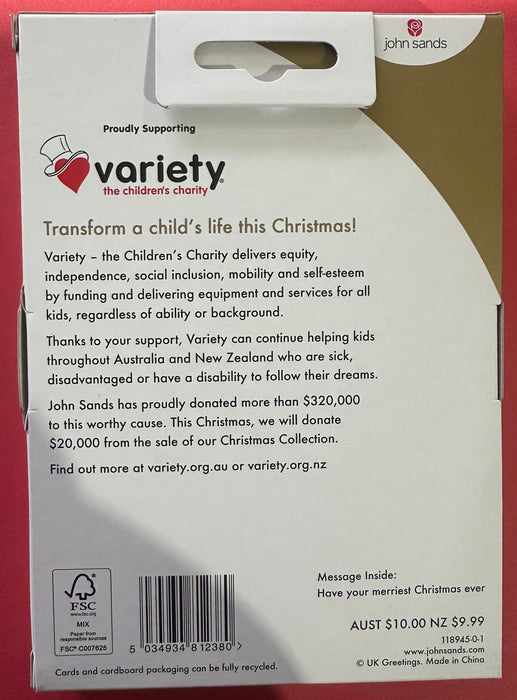 john sands
Proudly Supporting
variety
the children's charity
Transform a child's life this Christmas!
Variety – the Children's Charity delivers equity,
independence, social inclusion, mobility and self-esteem
by funding and delivering equipment and services for all
kids, regardless of ability or background.
Thanks to your support, Variety can continue helping kids
throughout Australia and New Zealand who are sick,
disadvantaged or have a disability to follow their dreams.
John Sands has proudly donated more than $320,000
to this worthy cause. This Christmas, we will donate
$20,000 from the sale of our Christmas Collection.
Find out more at variety.org.au or variety.org.nz
FSC
www.fsc.org
MIX
Paper from
responsible sources
FSC® C007625
5 034934 812380 >
Cards and cardboard packaging can be fully recycled.
Message Inside:
Have your merriest Christmas ever
AUST $10.00 NZ $9.99
118945-0-1
www.johnsands.com
© UK Greetings. Made in China